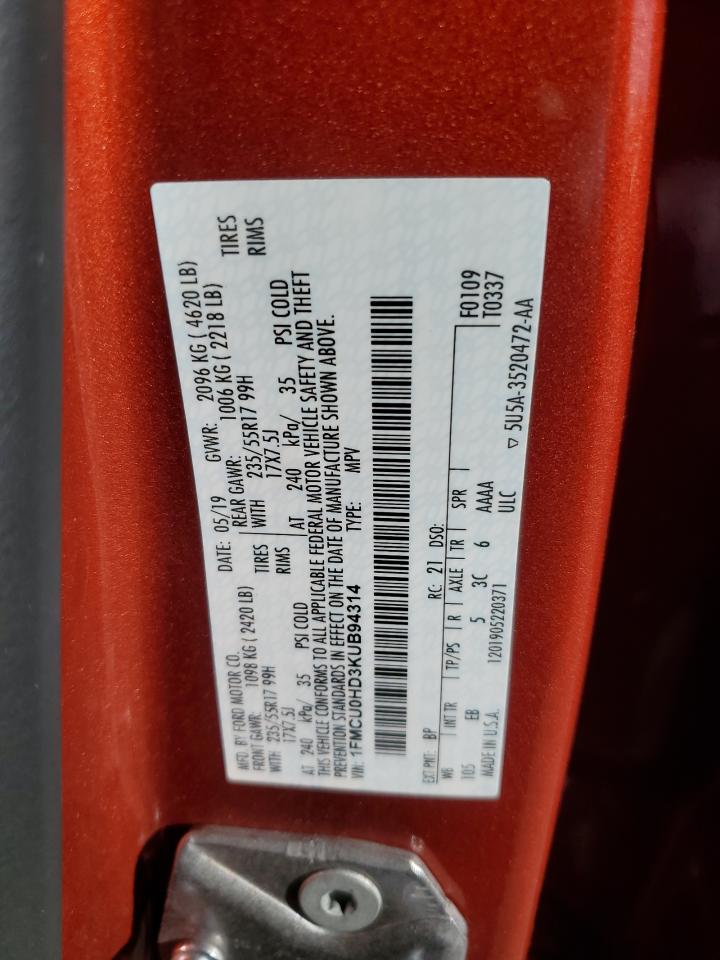 MFD. BY FORD MOTOR CO.
DATE: 05/19 GVWR: 2096 KG ( 4620 LB)
FRONT GAWR: 1098 KG ( 2420 LB) REAR GAWR: 1006 KG ( 2218 LB)
WITH 235/55R17 99H TIRES WITH 235/55R17 99H TIRES
17X7.5J RIMS 17X7.5J RIMS
AT 240 kPa/ 35 PSI COLD AT 240 kPa/ 35 PSI COLD
THIS VEHICLE CONFORMS TO ALL APPLICABLE FEDERAL MOTOR VEHICLE SAFETY AND THEFT
PREVENTION STANDARDS IN EFFECT ON THE DATE OF MANUFACTURE SHOWN ABOVE.
VIN: 1FMCU0HD3KUB94314 TYPE: MPV
EXT PNT: BP RC: 21 DSO: F0109
WB INT TR TP/PS R AXLE TR SPR T0337
105 EB 5 3C 6 AAAA
MADE IN U.S.A. 1201905220371 ULC ▽ 5U5A-3520472-AA